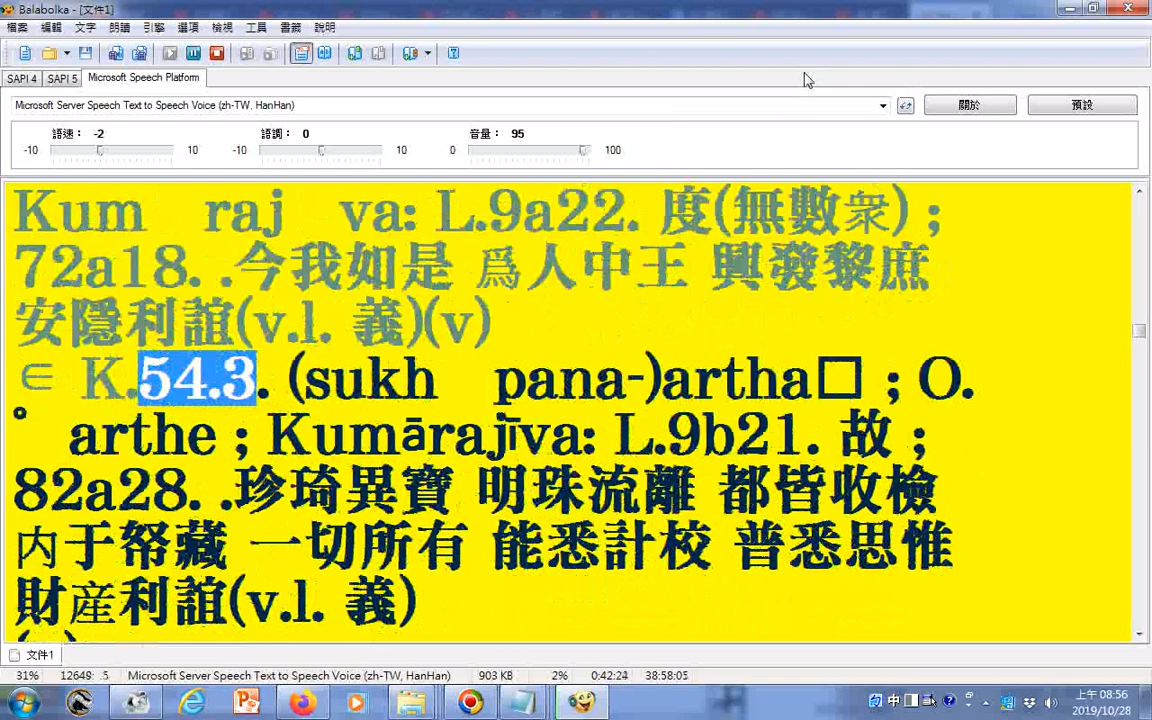 Balabolka - [文件1]
檔案 編輯 文字 朗讀 引擎 選項 檢視 工具 書籤 說明
SAPI 4 SAPI 5 Microsoft Speech Platform
Microsoft Server Speech Text to Speech Voice (zh-TW, HanHan) 關於 預設
語速： -2 語調： 0 音量： 95
-10 10 -10 10 0 100
Kum raj va: L.9a22. 度(無數衆) ;
72a18. .今我如是 爲人中王 興發黎庶
安隱利誼(v.l. 義)(v)
∈ K.54.3. (sukh pana-)artha□ ; O.
° arthe ; Kumārajīva: L.9b21. 故 ;
82a28. .珍琦異寶 明珠流離 都皆收檢
内于帑藏 一切所有 能悉計校 普悉思惟
財産利誼(v.l. 義)
文件1
31% 12649: .5 Microsoft Server Speech Text to Speech Voice (zh-TW, HanHan) 903 KB 2% 0:42:24 38:58:05
中 上午 08:56
2019/10/28